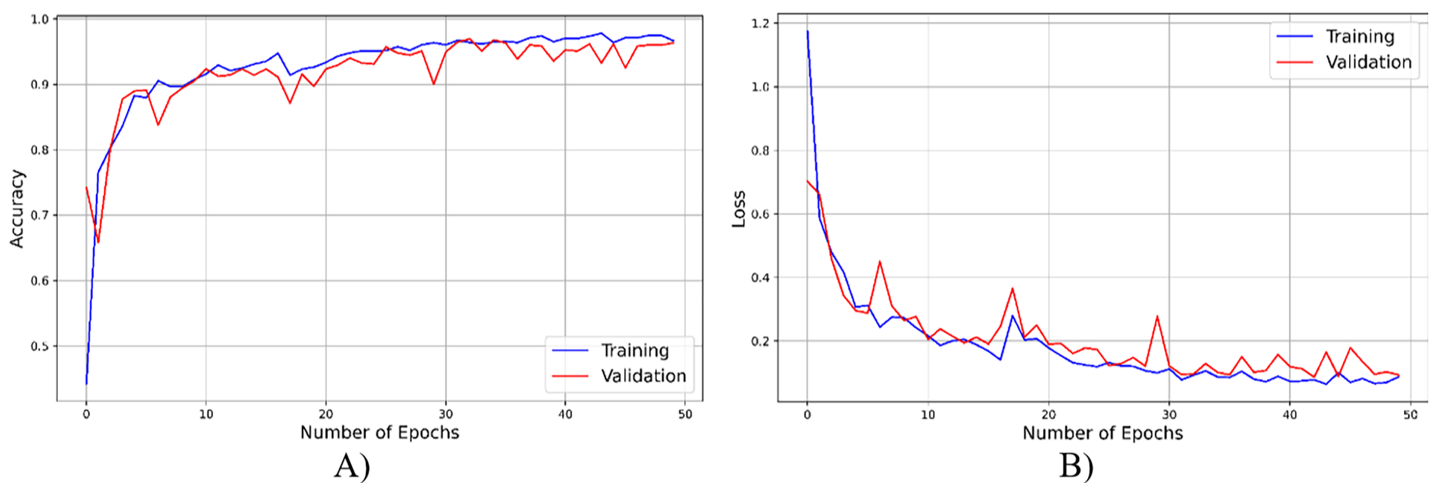 1.0
0.9
0.8
0.7
0.6
0.5
Accuracy
Training
Validation
0 10 20 30 40 50
Number of Epochs
A)
1.2
1.0
0.8
0.6
0.4
0.2
Loss
Training
Validation
0 10 20 30 40 50
Number of Epochs
B)